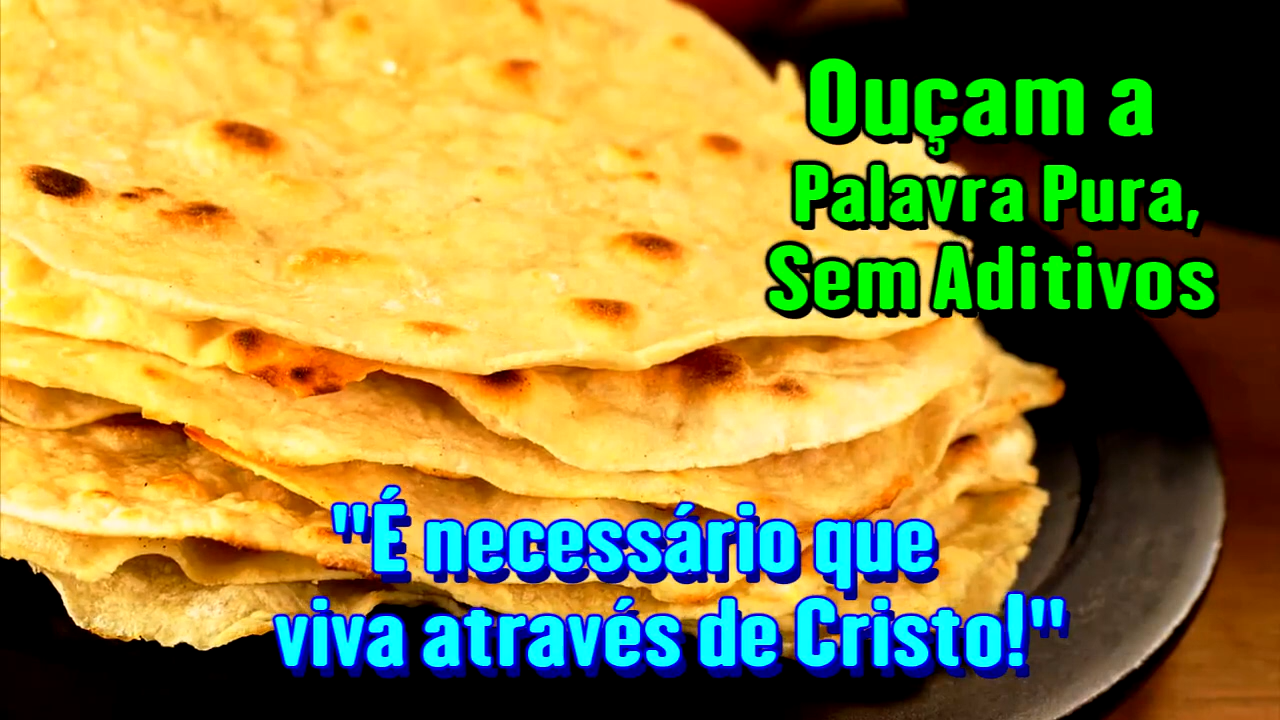 Ouçam a
Palavra Pura,
Sem Aditivos
"É necessário que
viva através de Cristo!"